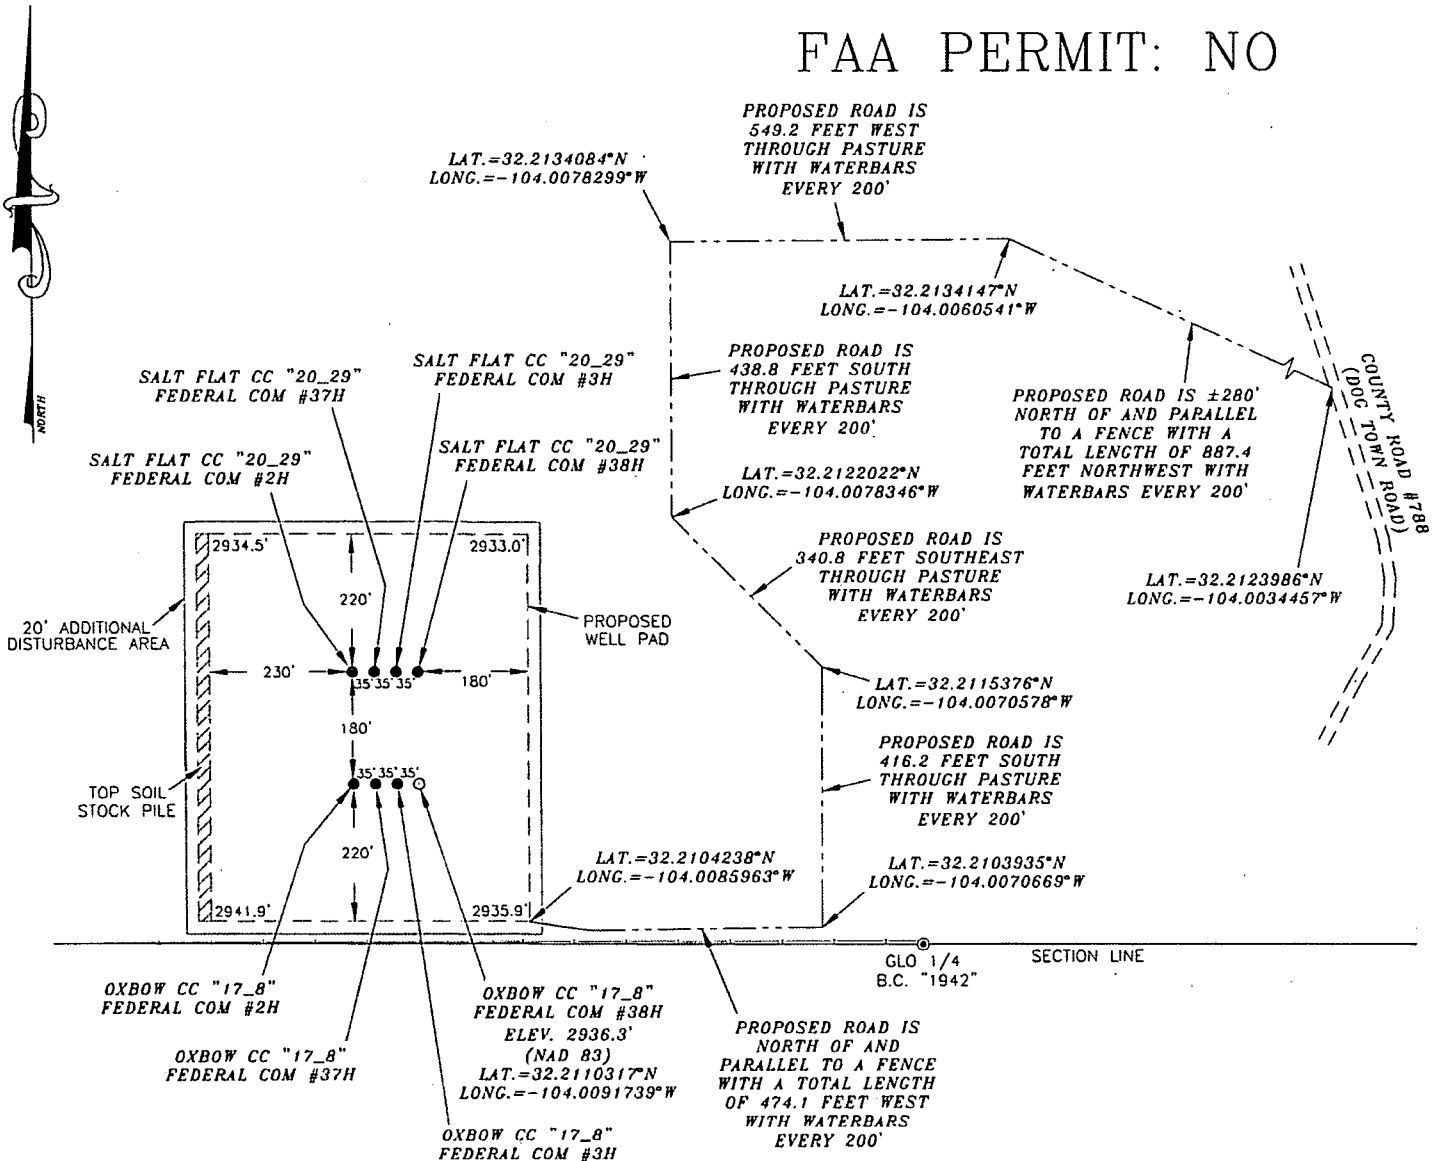 FAA PERMIT: NO
PROPOSED ROAD IS
549.2 FEET WEST
THROUGH PASTURE
WITH WATERBARS
EVERY 200'
LAT.=32.2134084°N
LONG.=-104.0078299°W
LAT.=32.2134147°N
LONG.=-104.0060541°W
NORTH
SALT FLAT CC "20_29"
FEDERAL COM #37H
SALT FLAT CC "20_29"
FEDERAL COM #3H
PROPOSED ROAD IS
438.8 FEET SOUTH
THROUGH PASTURE
WITH WATERBARS
EVERY 200'
PROPOSED ROAD IS ±280'
NORTH OF AND PARALLEL
TO A FENCE WITH A
TOTAL LENGTH OF 887.4
FEET NORTHWEST WITH
WATERBARS EVERY 200'
COUNTY ROAD #788
(DOG TOWN ROAD)
SALT FLAT CC "20_29"
FEDERAL COM #2H
SALT FLAT CC "20_29"
FEDERAL COM #38H
LAT.=32.2122022°N
LONG.=-104.0078346°W
2934.5'
2933.0'
PROPOSED ROAD IS
340.8 FEET SOUTHEAST
THROUGH PASTURE
WITH WATERBARS
EVERY 200'
LAT.=32.2123986°N
LONG.=-104.0034457°W
220'
20' ADDITIONAL
DISTURBANCE AREA
PROPOSED
WELL PAD
230'
35' 35' 35'
180'
LAT.=32.2115376°N
LONG.=-104.0070578°W
180'
PROPOSED ROAD IS
416.2 FEET SOUTH
THROUGH PASTURE
WITH WATERBARS
EVERY 200'
35' 35' 35'
TOP SOIL
STOCK PILE
220'
LAT.=32.2104238°N
LONG.=-104.0085963°W
LAT.=32.2103935°N
LONG.=-104.0070669°W
2941.9'
2935.9'
GLO 1/4
B.C. "1942"
SECTION LINE
OXBOW CC "17_8"
FEDERAL COM #2H
OXBOW CC "17_8"
FEDERAL COM #38H
ELEV. 2936.3'
(NAD 83)
LAT.=32.2110317°N
LONG.=-104.0091739°W
OXBOW CC "17_8"
FEDERAL COM #37H
PROPOSED ROAD IS
NORTH OF AND
PARALLEL TO A FENCE
WITH A TOTAL LENGTH
OF 474.1 FEET WEST
WITH WATERBARS
EVERY 200'
OXBOW CC "17_8"
FEDERAL COM #3H